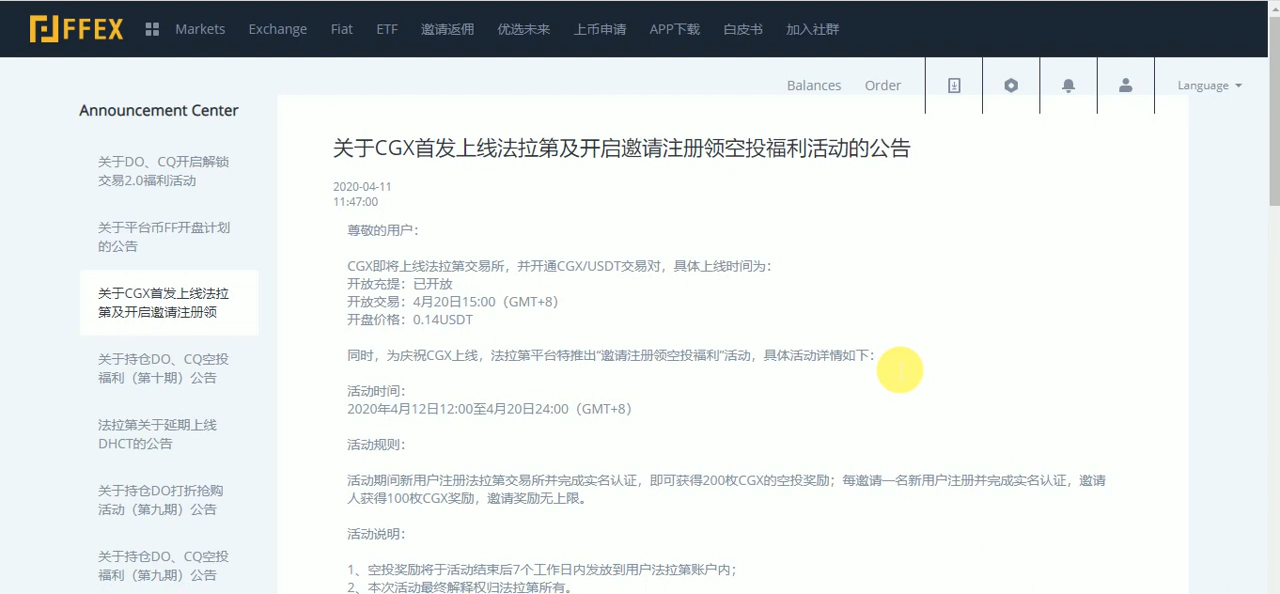 FFEX
Markets
Exchange
Fiat
ETF
邀请返佣
优选未来
上币申请
APP下载
白皮书
加入社群
Balances
Order
Language
Announcement Center
关于DO、CQ开启解锁
交易2.0福利活动
关于平台币FF开盘计划
的公告
关于CGX首发上线法拉
第及开启邀请注册领
关于持仓DO、CQ空投
福利（第十期）公告
法拉第关于延期上线
DHCT的公告
关于持仓DO打折抢购
活动（第九期）公告
关于持仓DO、CQ空投
福利（第九期）公告
关于CGX首发上线法拉第及开启邀请注册领空投福利活动的公告
2020-04-11
11:47:00
尊敬的用户：
CGX即将上线法拉第交易所，并开通CGX/USDT交易对，具体上线时间为：
开放充提：已开放
开放交易：4月20日15:00（GMT+8）
开盘价格：0.14USDT
同时，为庆祝CGX上线，法拉第平台特推出“邀请注册领空投福利”活动，具体活动详情如下：
活动时间：
2020年4月12日12:00至4月20日24:00（GMT+8）
活动规则：
活动期间新用户注册法拉第交易所并完成实名认证，即可获得200枚CGX的空投奖励；每邀请一名新用户注册并完成实名认证，邀请
人获得100枚CGX奖励，邀请奖励无上限。
活动说明：
1、空投奖励将于活动结束后7个工作日内发放到用户法拉第账户内；
2、本次活动最终解释权归法拉第所有。